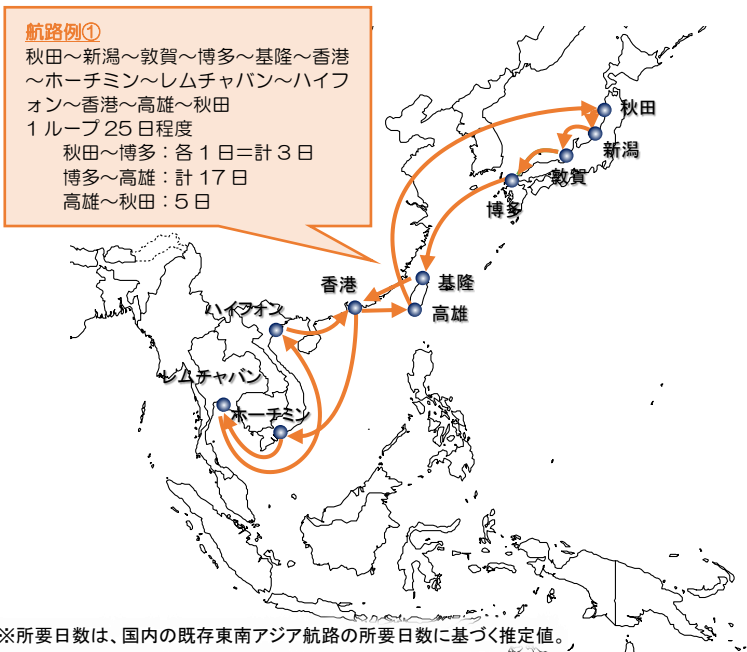 航路例①
秋田～新潟～敦賀～博多～基隆～香港
～ホーチミン～レムチャバン～ハイフ
ォン～香港～高雄～秋田
1ループ25日程度
秋田～博多：各1日＝計3日
博多～高雄：計17日
高雄～秋田：5日
秋田
新潟
敦賀
博多
香港
基隆
ハイフォン
高雄
レムチャバン
ホーチミン
※所要日数は、国内の既存東南アジア航路の所要日数に基づく推定値。